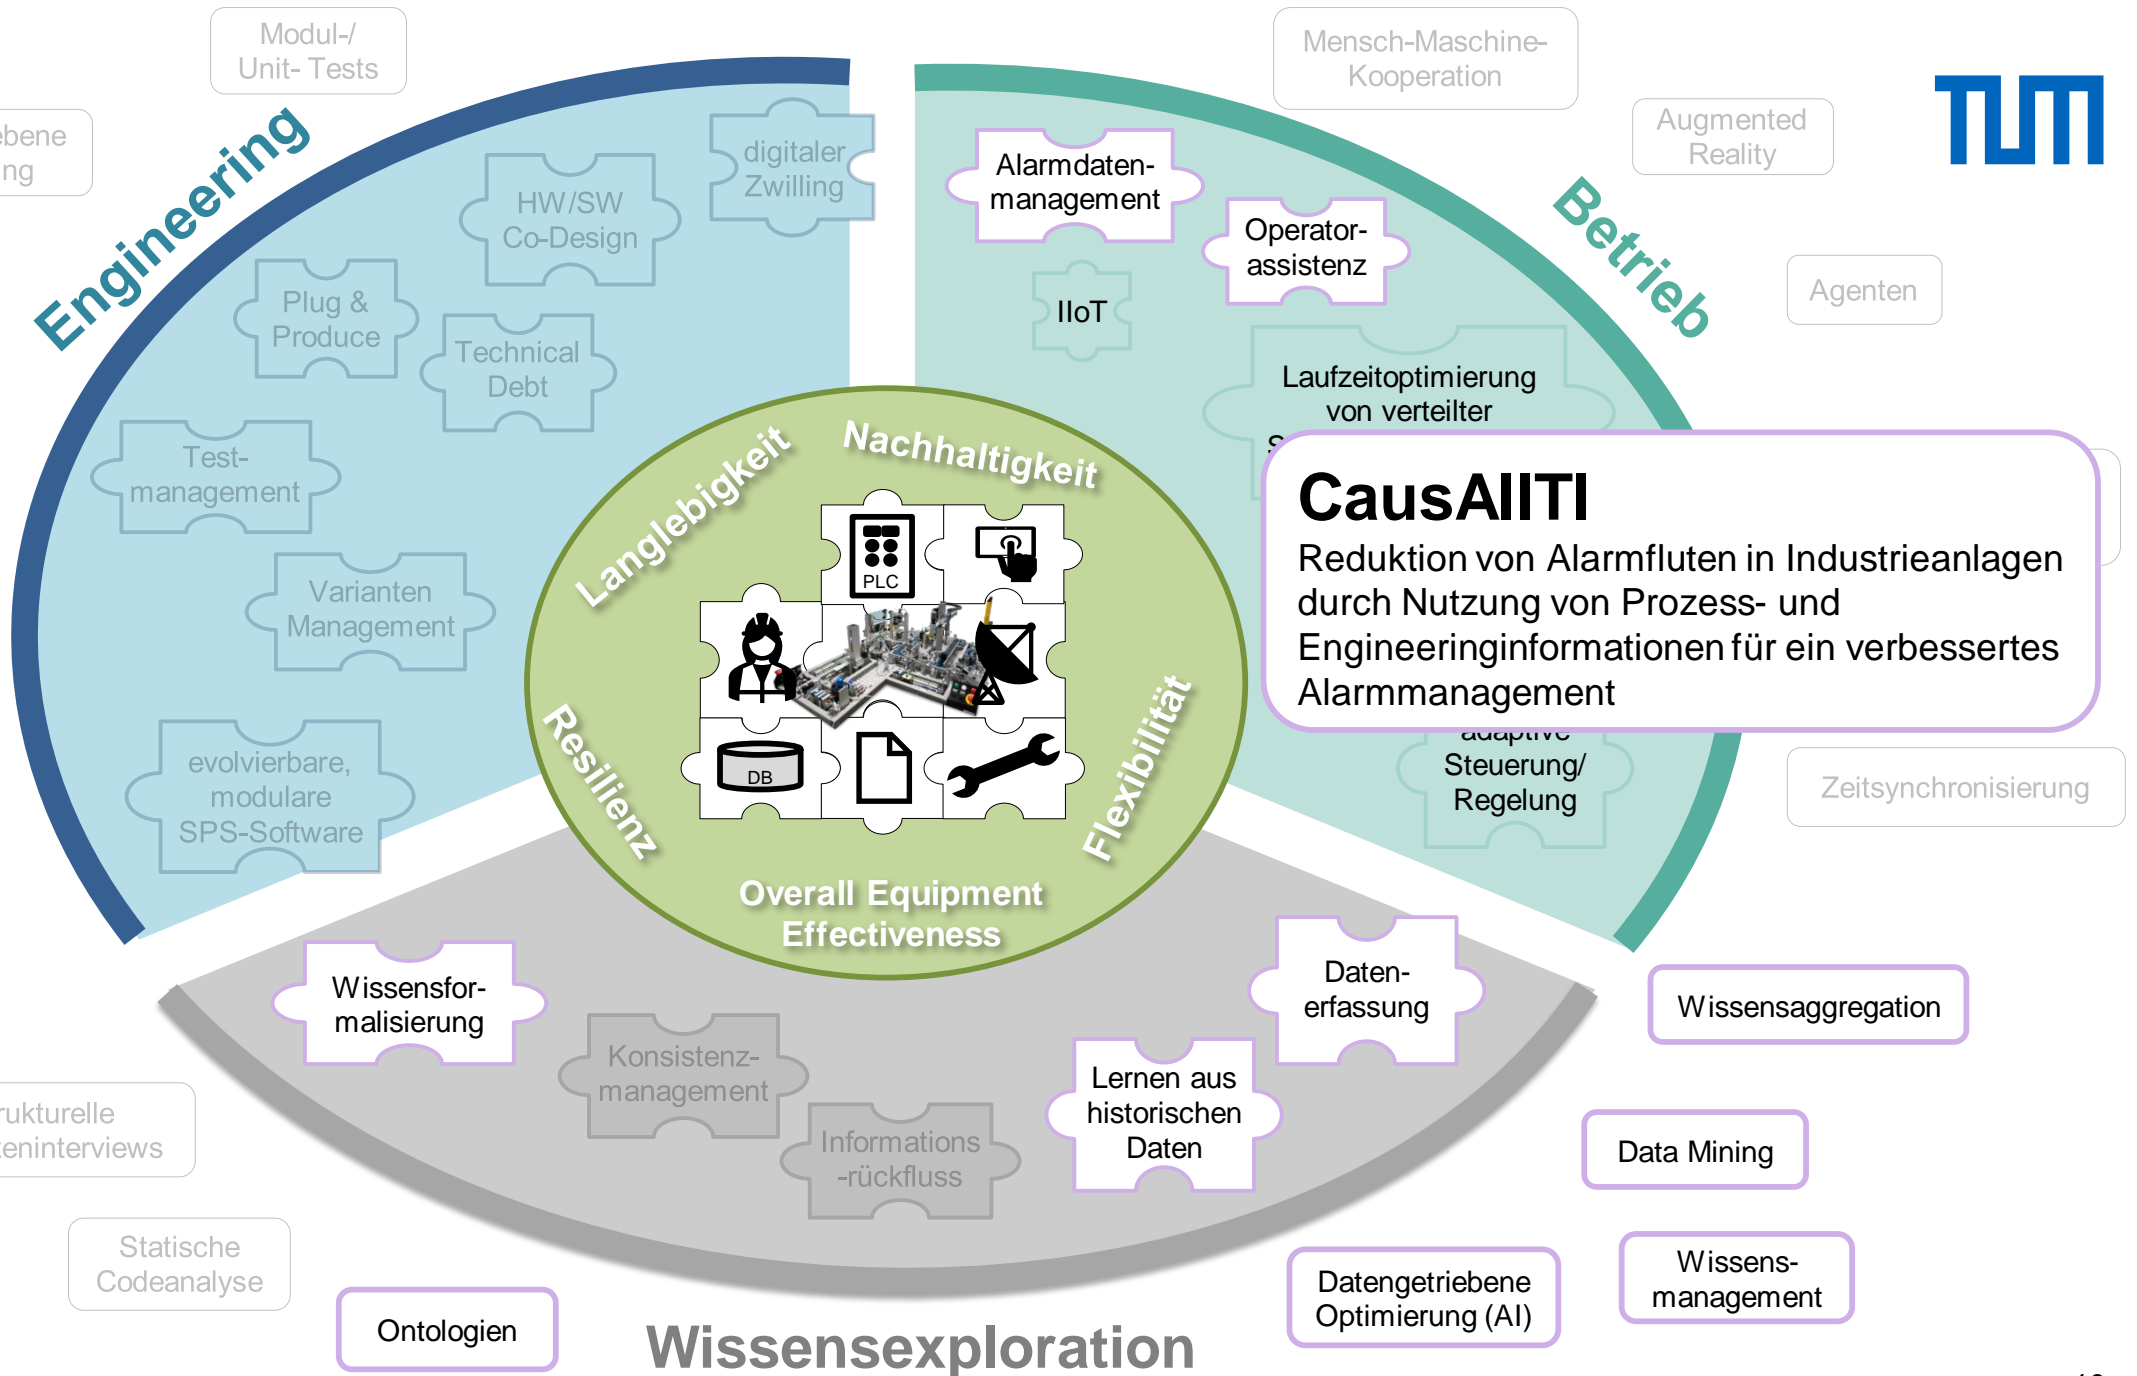 Modul-/
Unit- Tests
Mensch-Maschine-
Kooperation
Augmented
Reality
TUM
ebene
ng
Engineering
Betrieb
digitaler
Zwilling
HW/SW
Co-Design
Plug &
Produce
Technical
Debt
Test-
management
Varianten
Management
evolvierbare,
modulare
SPS-Software
Alarmdaten-
management
Operator-
assistenz
IIoT
Agenten
Laufzeitoptimierung
von verteilter
CausAlITI
Reduktion von Alarmfluten in Industrieanlagen
durch Nutzung von Prozess- und
Engineeringinformationen für ein verbessertes
Alarmmanagement
adaptive
Steuerung/
Regelung
Zeitsynchronisierung
Langlebigkeit
Nachhaltigkeit
Resilienz
Flexibilität
PLC
DB
Overall Equipment
Effectiveness
Wissensfor-
malisierung
Konsistenz-
management
Informations
-rückfluss
Lernen aus
historischen
Daten
Daten-
erfassung
Wissensaggregation
Data Mining
Wissens-
management
Datengetriebene
Optimierung (AI)
rukturelle
teninterviews
Statische
Codeanalyse
Ontologien
Wissensexploration